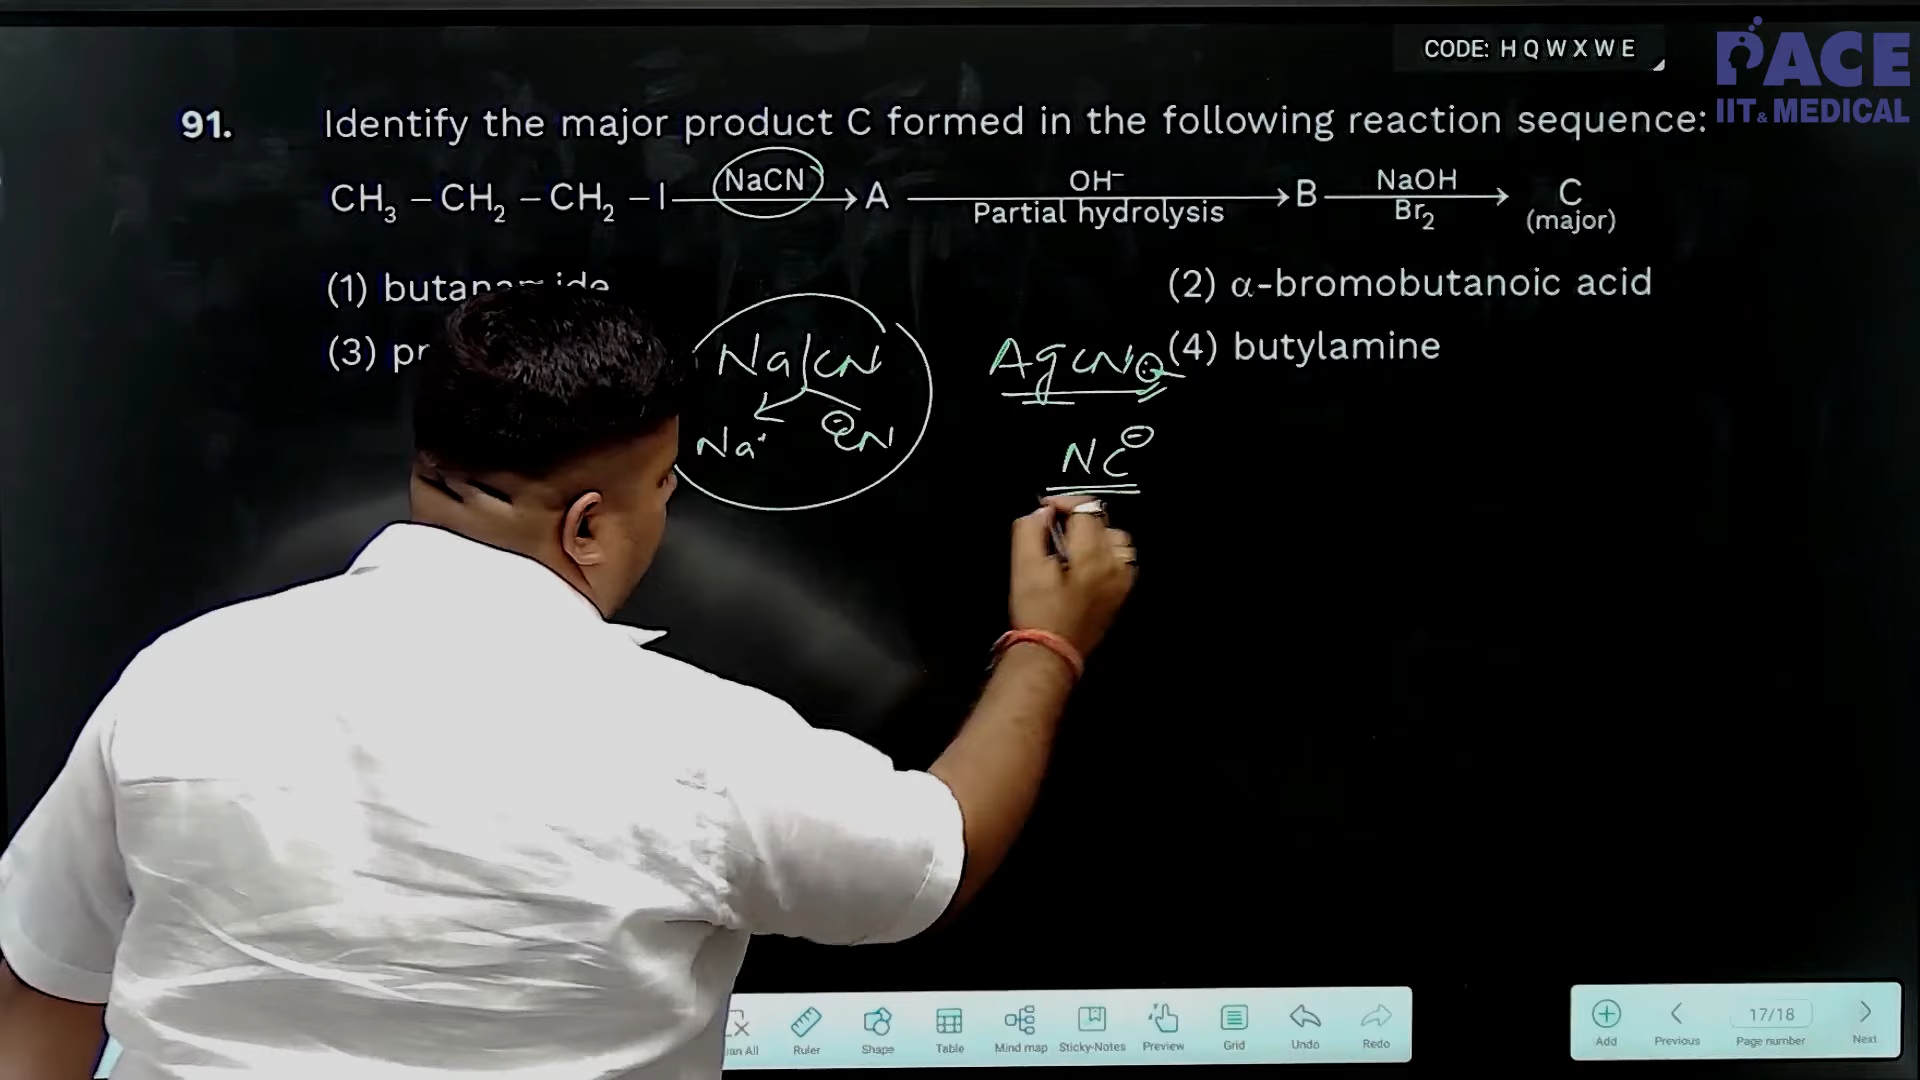 CODE: HQWXWE
PACE
IIT & MEDICAL
91. Identify the major product C formed in the following reaction sequence:
CH₃ – CH₂ – CH₂ – I NaCN → A OH⁻ Partial hydrolysis → B NaOH Br₂ → C (major)
(1)
(2) α-bromobutanoic acid
(3)
(4) butylamine
Na|CN
AgCN
Na⁺ ⊖CN
NC⊖
Ruler
Shape
Table
Mind map
Sticky-Notes
Preview
Grid
Undo
Redo
Add
Previous
17/18
Page number
Next